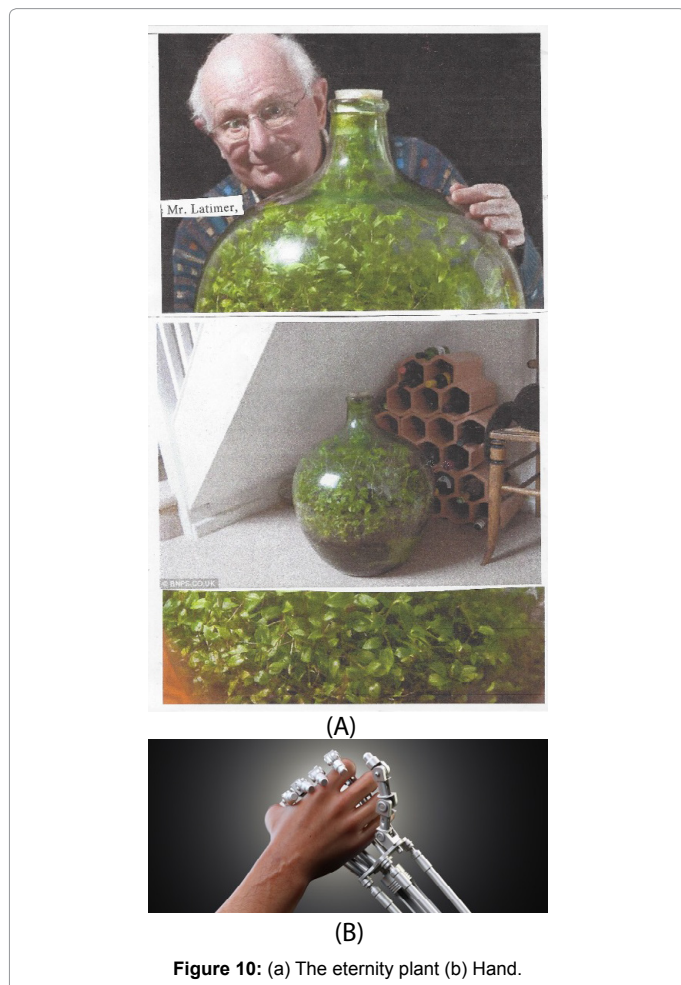 Mr. Latimer,
© BNPS.CO.UK
(A)
(B)
Figure 10: (a) The eternity plant (b) Hand.